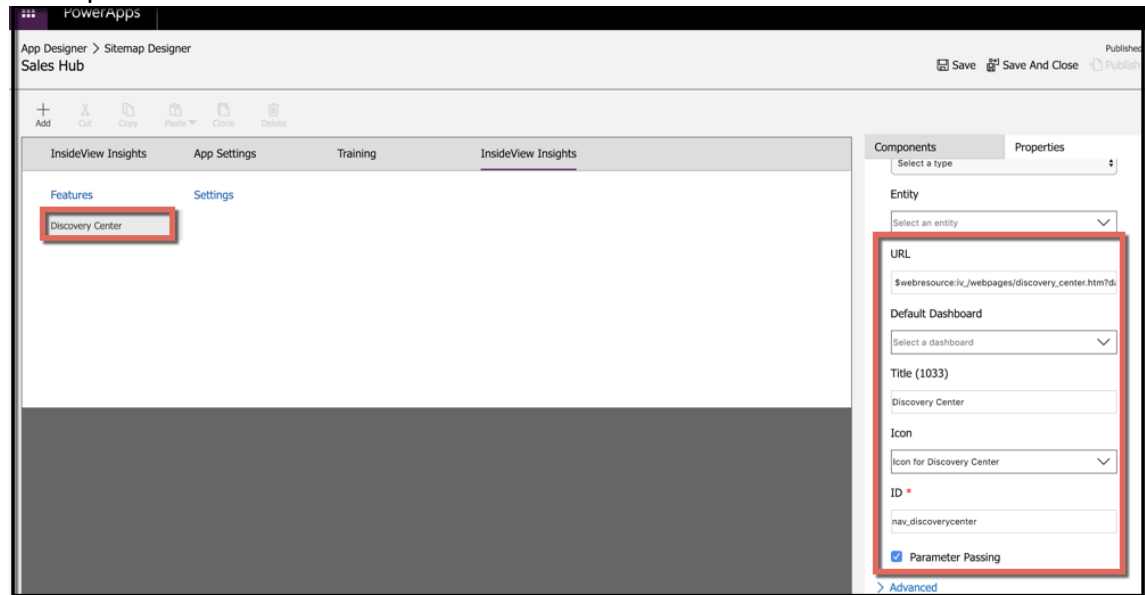 PowerApps
App Designer > Sitemap Designer
Published
Sales Hub
Save Save And Close Publish
Add Cut Copy Paste Clone Delete
InsideView Insights App Settings Training InsideView Insights
Components Properties
Select a type
Features Settings
Entity
Discovery Center
Select an entity
URL
$webresource:iv_/webpages/discovery_center.htm?da
Default Dashboard
Select a dashboard
Title (1033)
Discovery Center
Icon
Icon for Discovery Center
ID *
nav_discoverycenter
Parameter Passing
> Advanced